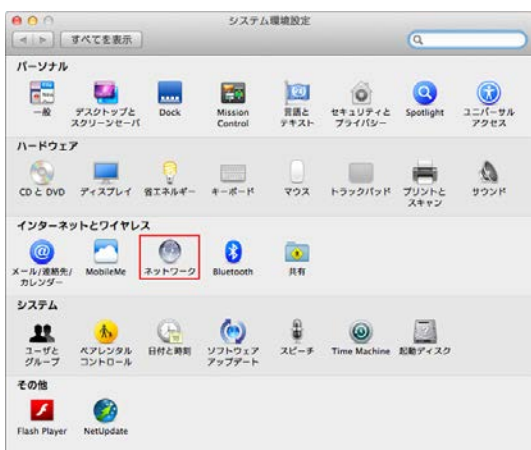 システム環境設定
すべてを表示
パーソナル
一般
デスクトップと
スクリーンセーバ
Dock
Mission
Control
言語と
テキスト
セキュリティと
プライバシー
Spotlight
ユニバーサル
アクセス
ハードウェア
CD と DVD
ディスプレイ
省エネルギー
キーボード
マウス
トラックパッド
プリントと
スキャン
サウンド
インターネットとワイヤレス
メール/連絡先/
カレンダー
MobileMe
ネットワーク
Bluetooth
共有
システム
ユーザと
グループ
ペアレンタル
コントロール
日付と時刻
ソフトウェア
アップデート
スピーチ
Time Machine
起動ディスク
その他
Flash Player
NetUpdate